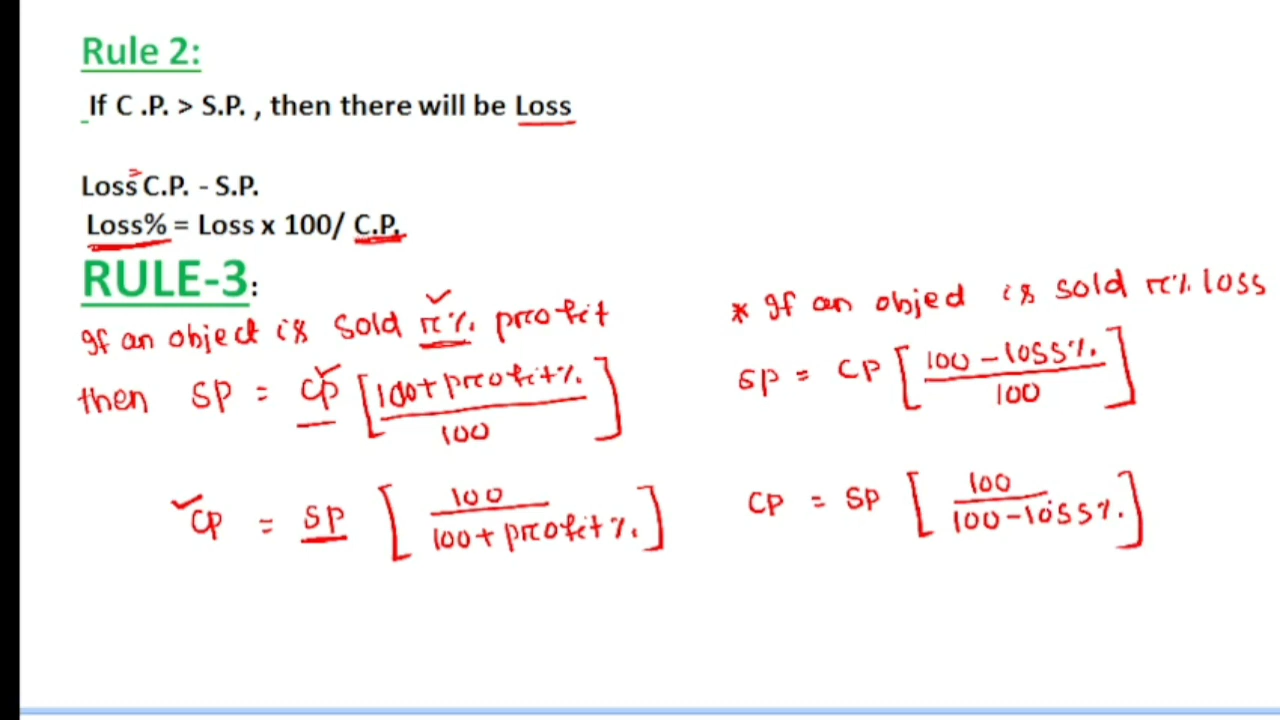 Rule 2:
If C .P. > S.P. , then there will be Loss
Loss = C.P. - S.P.
Loss% = Loss x 100/ C.P.
RULE-3:
If an object is sold r% profit
then SP = CP [100+profit%/100]
CP = SP [100/100+profit%]
* If an objed is sold r% loss
SP = CP [100-loss%/100]
CP = SP [100/100-loss%]